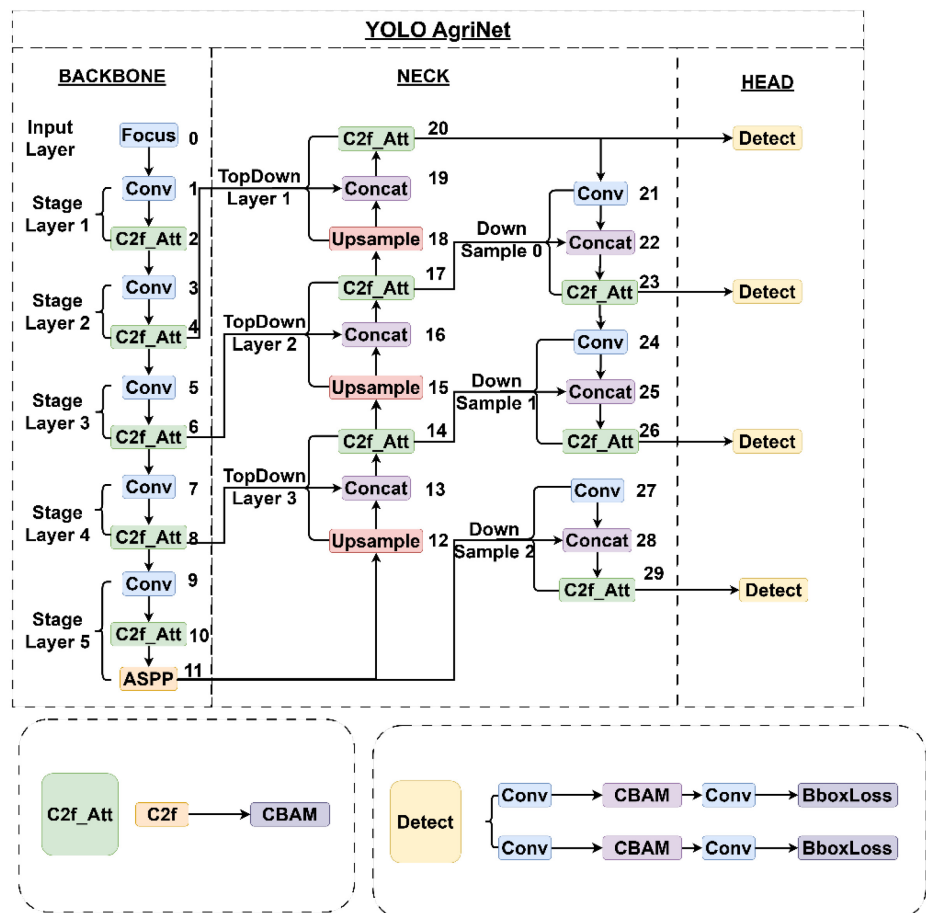 YOLO AgriNet
BACKBONE
Input
Layer
Focus
0
Stage
Layer 1
Conv
1
C2f_Att
2
Stage
Layer 2
Conv
3
C2f_Att
4
Stage
Layer 3
Conv
5
C2f_Att
6
Stage
Layer 4
Conv
7
C2f_Att
8
Stage
Layer 5
Conv
9
C2f_Att
10
ASPP
11
NECK
TopDown
Layer 1
C2f_Att
20
Concat
19
Upsample
18
TopDown
Layer 2
C2f_Att
17
Concat
16
Upsample
15
TopDown
Layer 3
C2f_Att
14
Concat
13
Upsample
12
Down
Sample 0
Conv
21
Concat
22
C2f_Att
23
Down
Sample 1
Conv
24
Concat
25
C2f_Att
26
Down
Sample 2
Conv
27
Concat
28
C2f_Att
29
HEAD
Detect
Detect
Detect
Detect
C2f_Att
C2f
CBAM
Detect
Conv
CBAM
Conv
BboxLoss
Conv
CBAM
Conv
BboxLoss